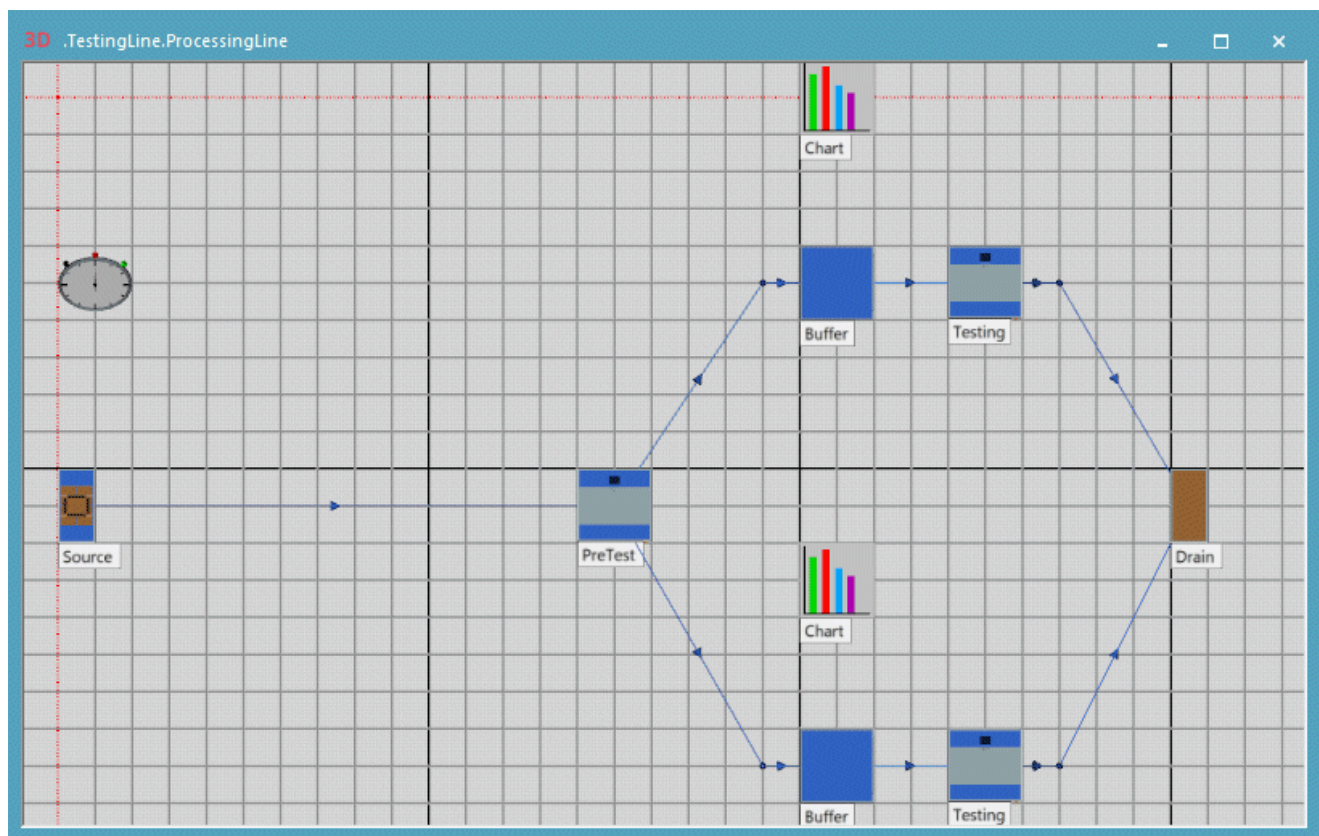 3D .TestingLine.ProcessingLine
Chart
Buffer
Testing
Source
PreTest
Drain
Chart
Buffer
Testing